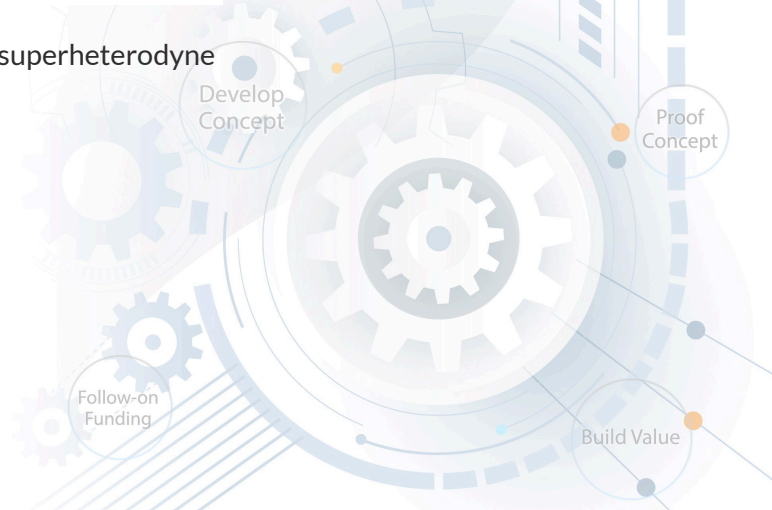 superheterodyne
Develop
Concept
Proof
Concept
Follow-on
Funding
Build Value